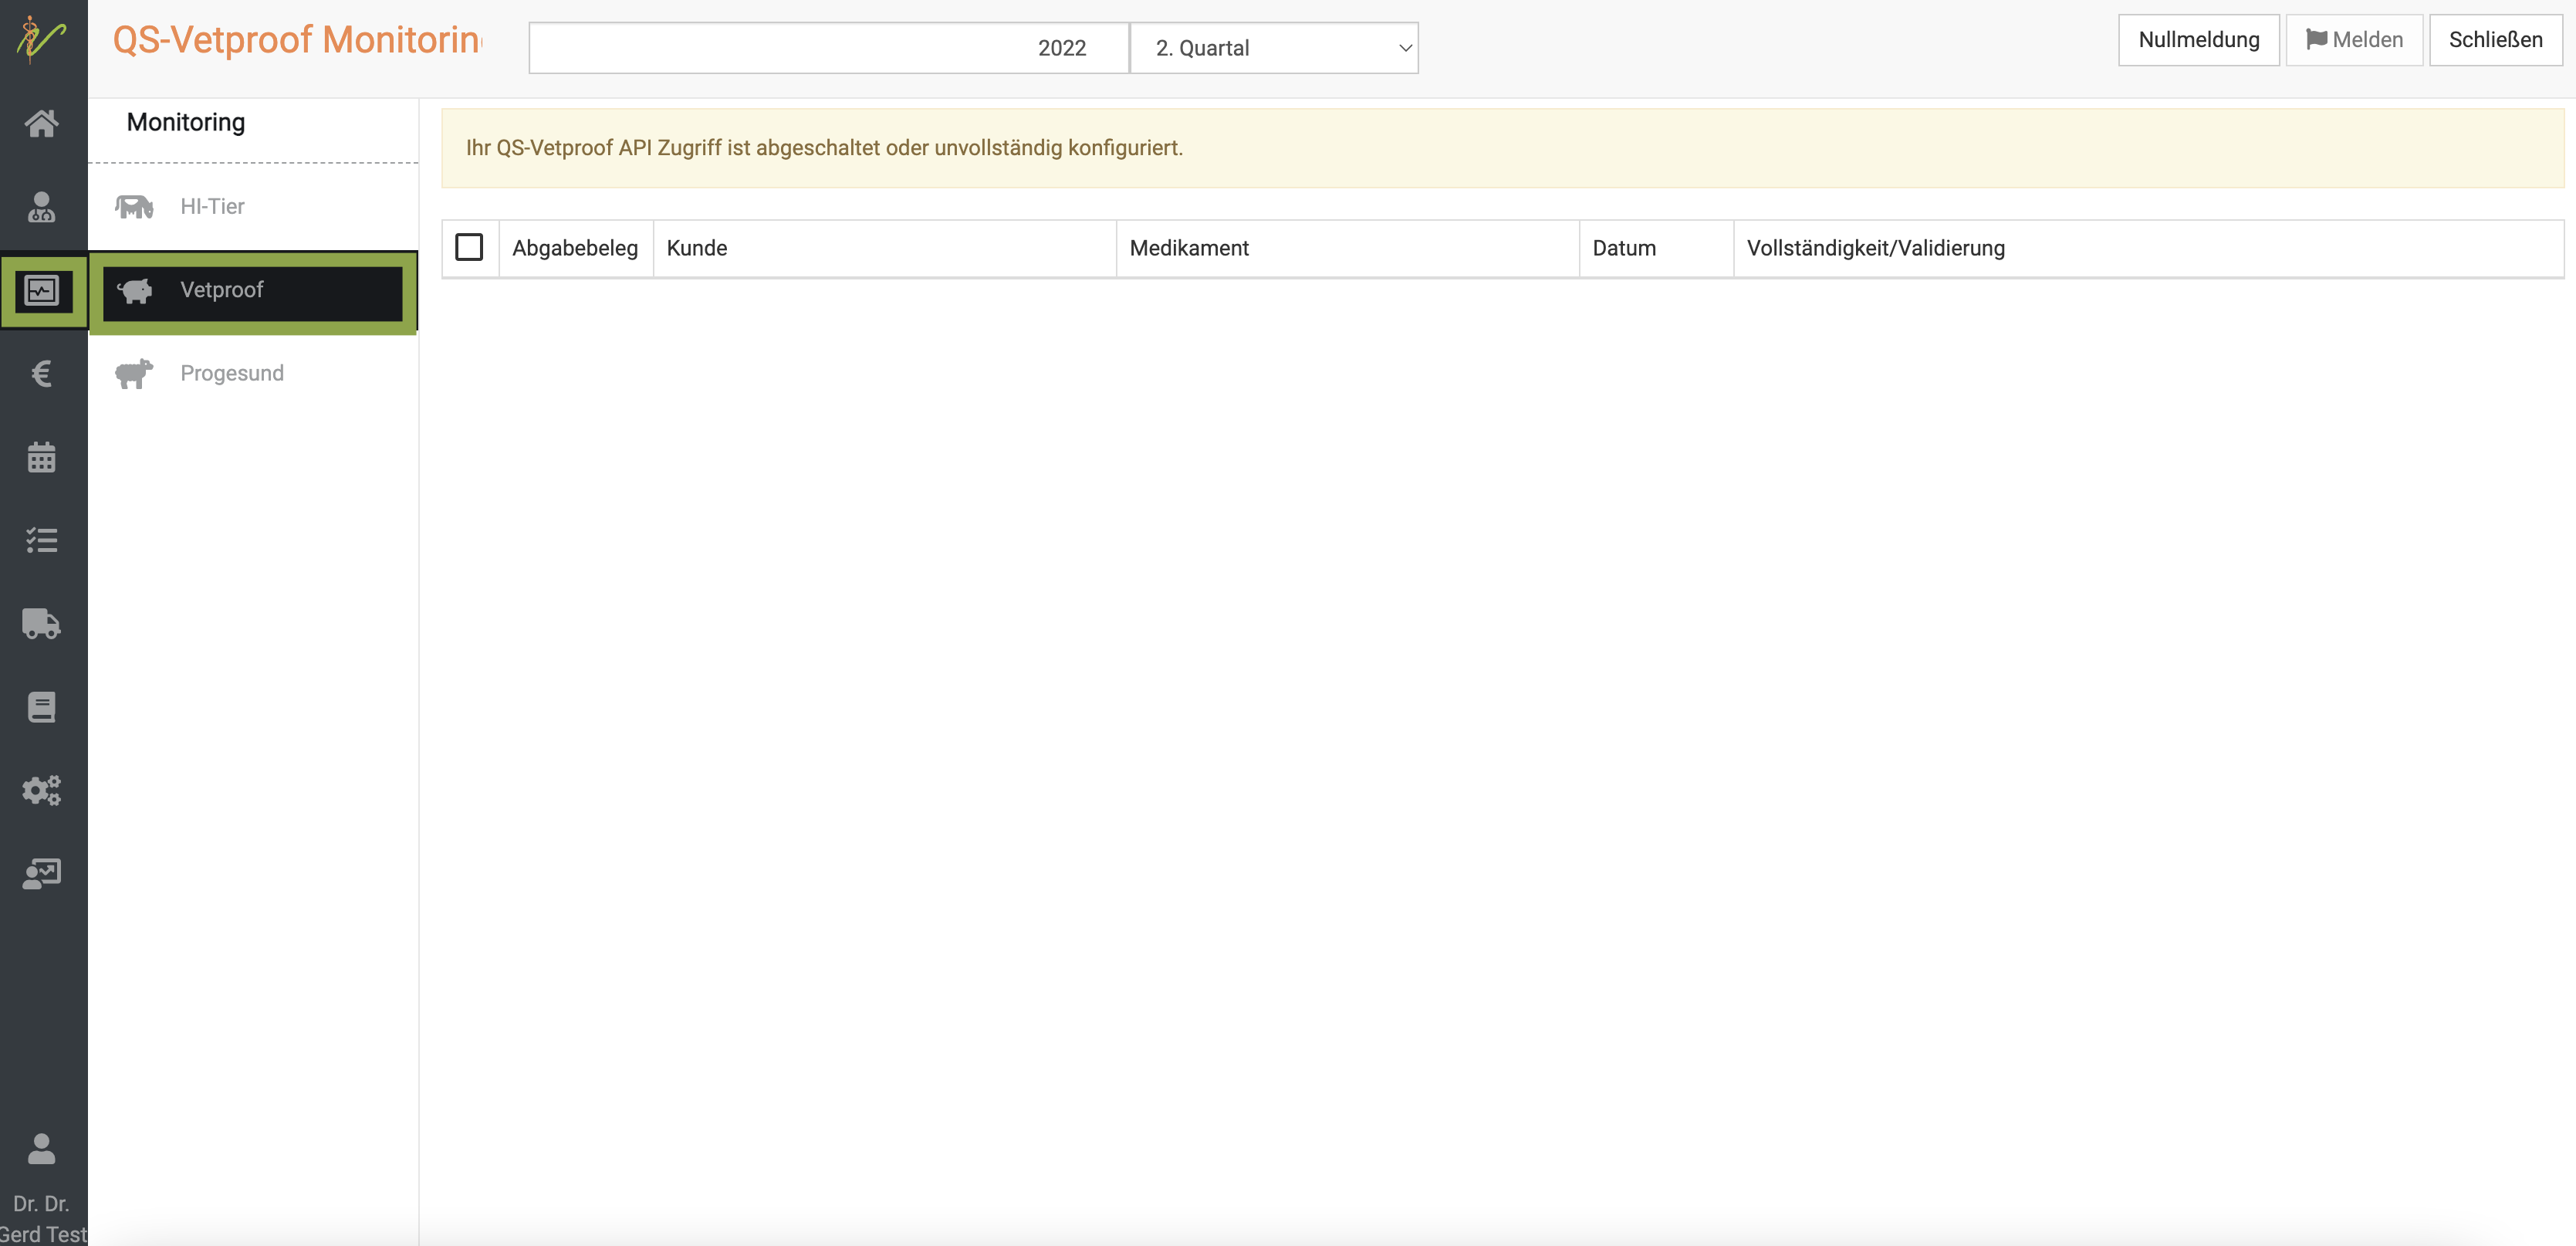 QS-Vetproof Monitorin
2022
2. Quartal
Nullmeldung
Melden
Schließen
Monitoring
HI-Tier
Vetproof
Progesund
Ihr QS-Vetproof API Zugriff ist abgeschaltet oder unvollständig konfiguriert.
Abgabebeleg Kunde Medikament Datum Vollständigkeit/Validierung
Dr. Dr.
Gerd Test